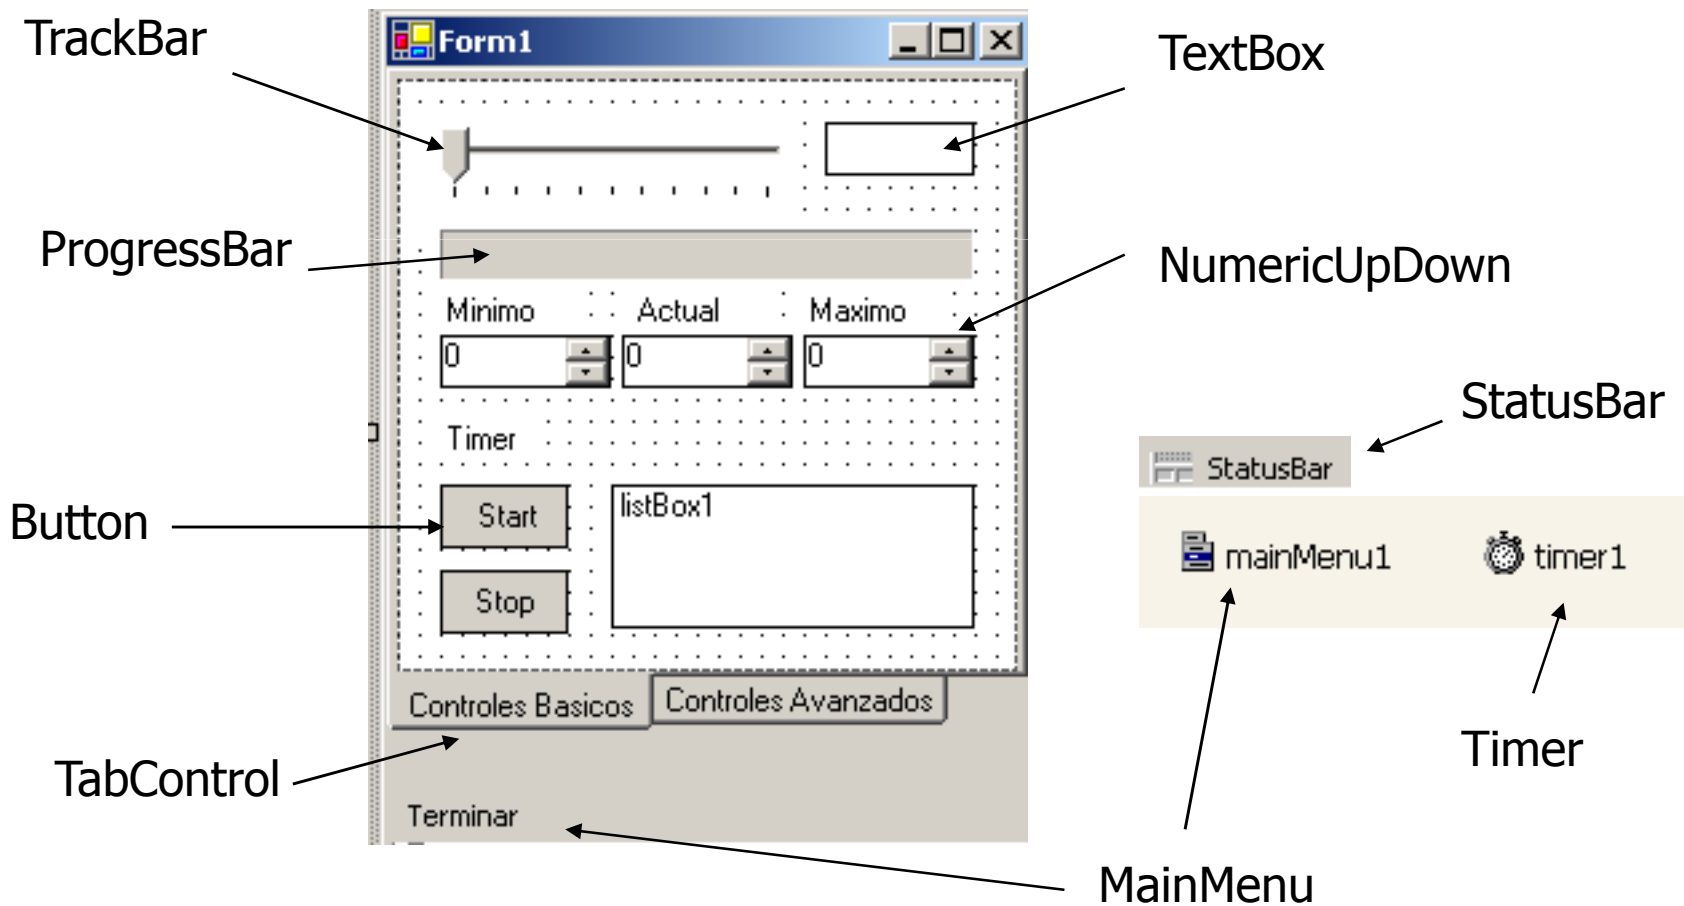 TrackBar
Form1
TextBox
ProgressBar
NumericUpDown
Minimo Actual Maximo
0 0 0
StatusBar
Timer
StatusBar
Button
Start
listBox1
mainMenu1 timer1
Stop
Controles Basicos Controles Avanzados
Timer
TabControl
Terminar
MainMenu